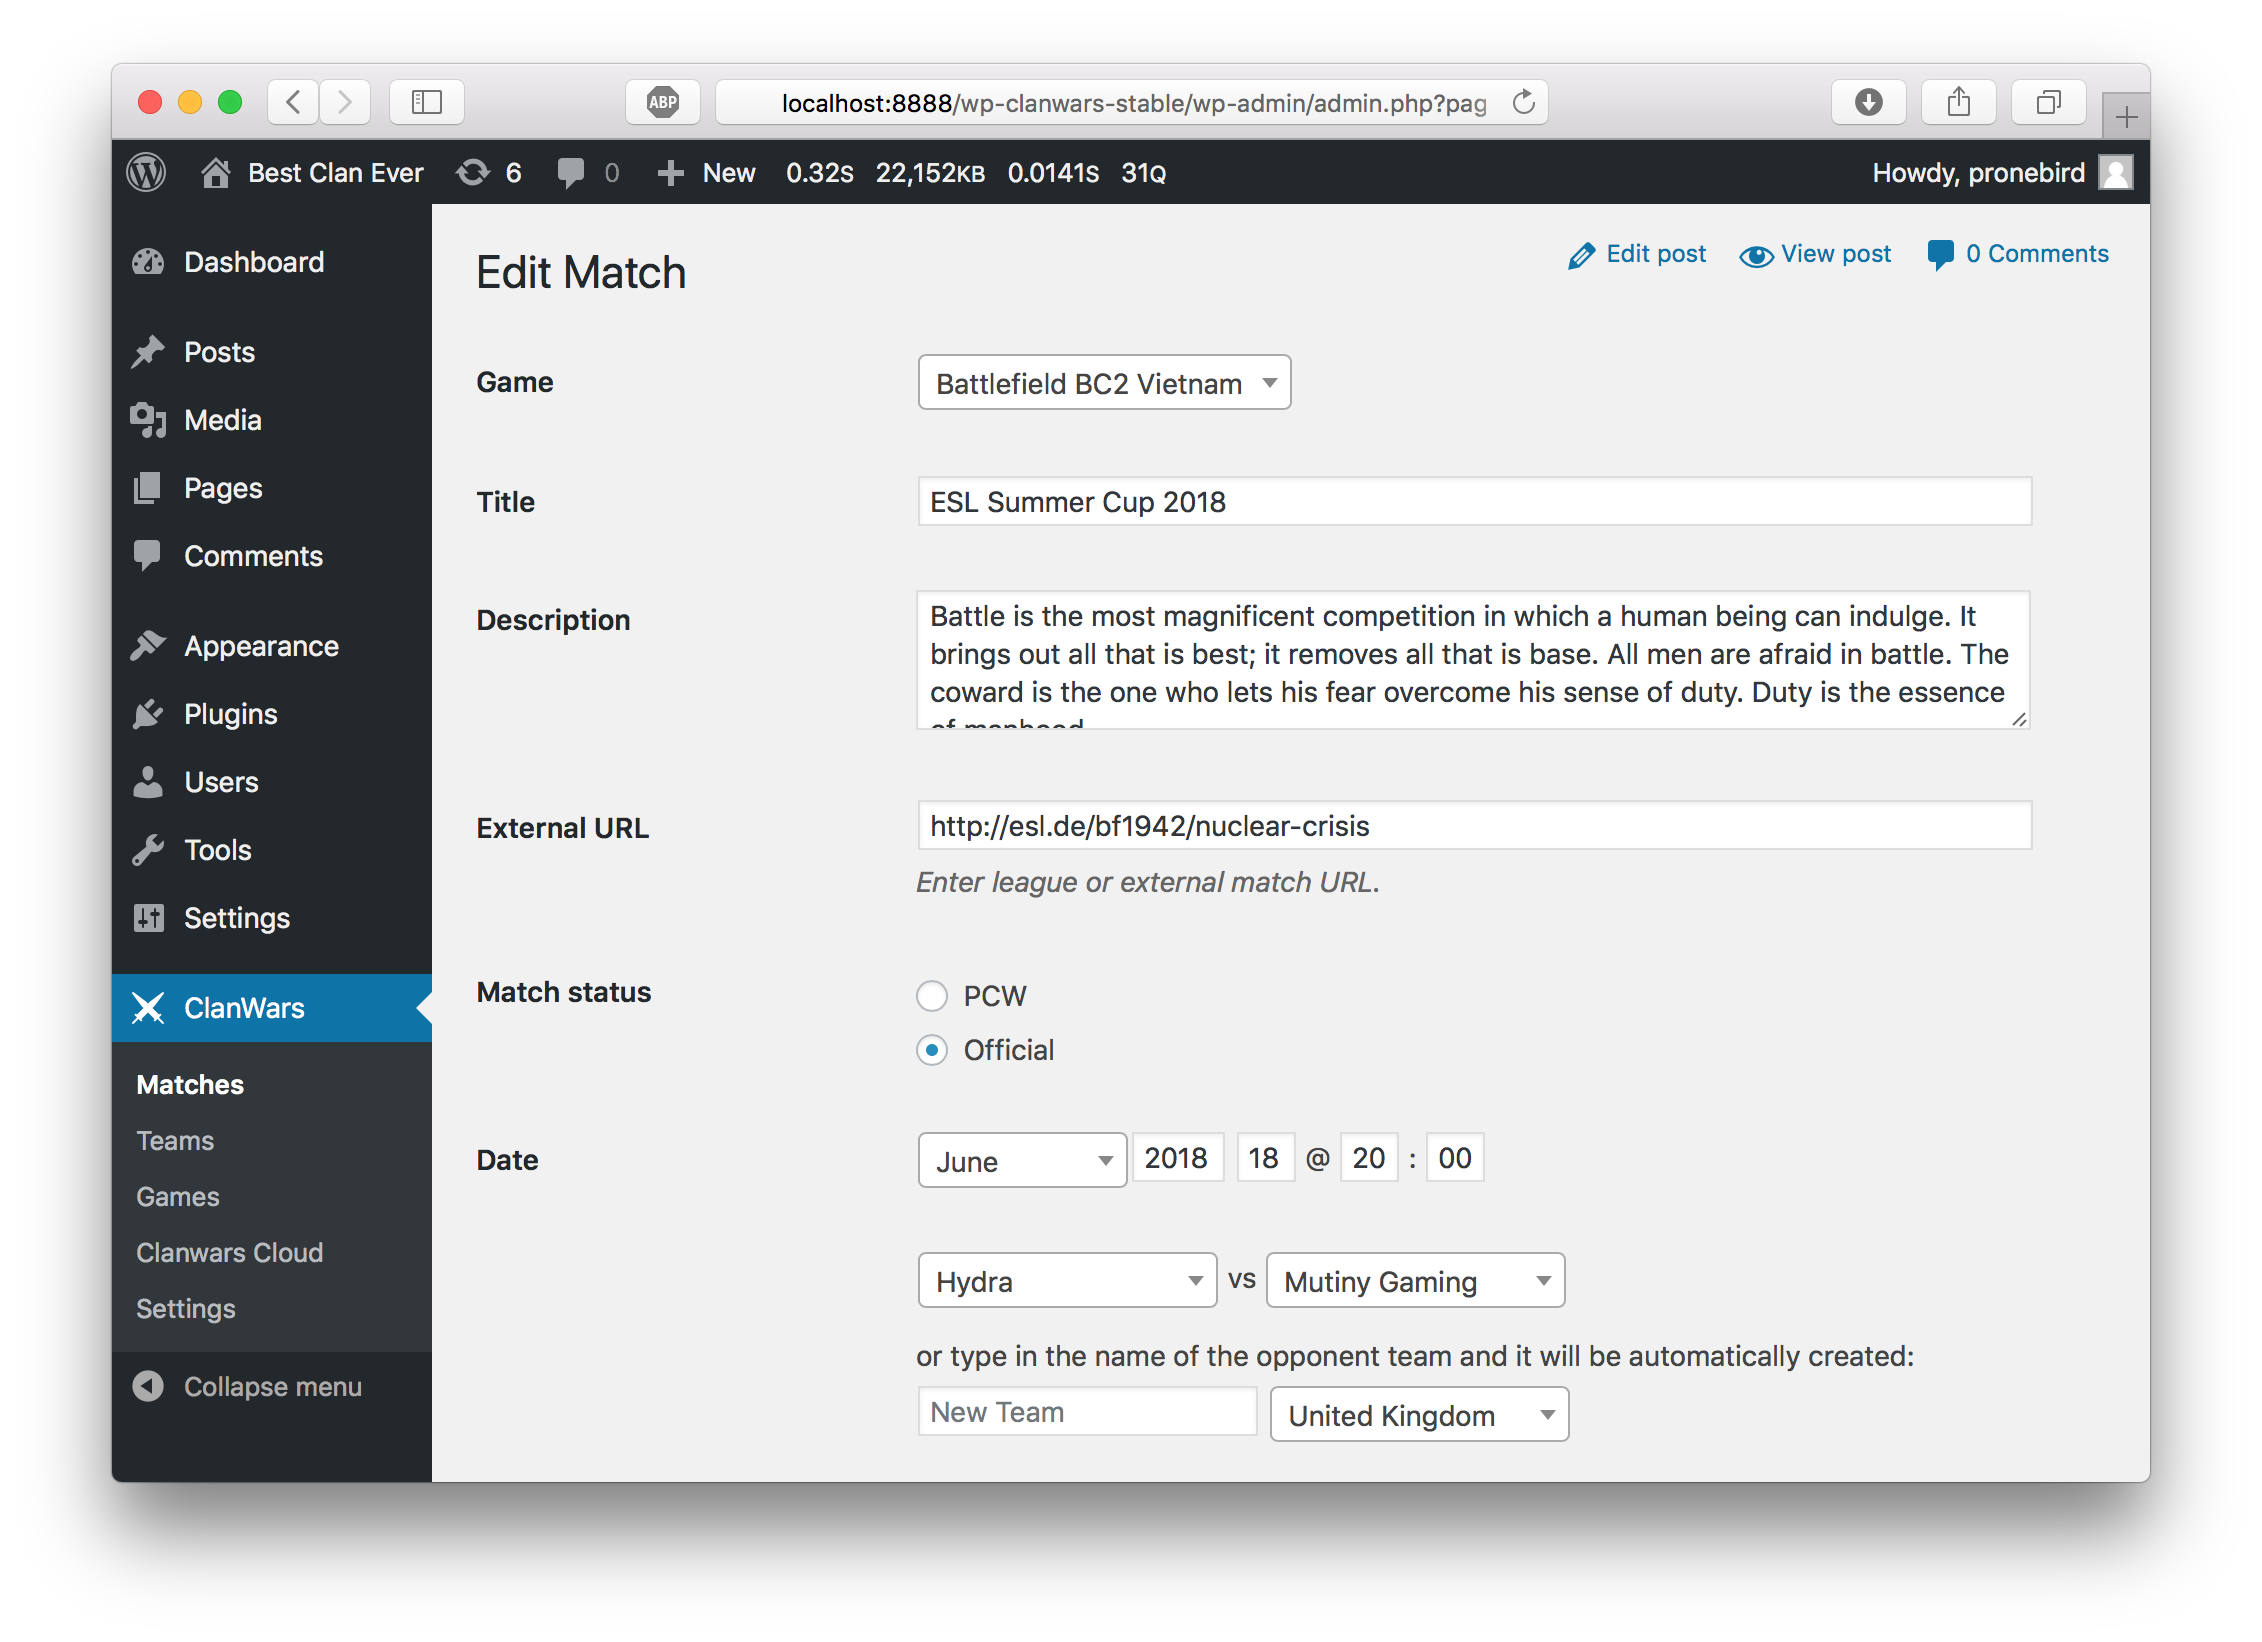 ABP
localhost:8888/wp-clanwars-stable/wp-admin/admin.php?pag
Best Clan Ever 6 0 New 0.32S 22,152KB 0.0141S 31Q Howdy, pronebird
Dashboard
Posts
Media
Pages
Comments
Appearance
Plugins
Users
Tools
Settings
ClanWars
Matches
Teams
Games
Clanwars Cloud
Settings
Collapse menu
Edit Match
Edit post View post 0 Comments
Game Battlefield BC2 Vietnam
Title ESL Summer Cup 2018
Description Battle is the most magnificent competition in which a human being can indulge. It
brings out all that is best; it removes all that is base. All men are afraid in battle. The
coward is the one who lets his fear overcome his sense of duty. Duty is the essence
of manhood
External URL http://esl.de/bf1942/nuclear-crisis
Enter league or external match URL.
Match status PCW
Official
Date June 2018 18 @ 20 : 00
Hydra vs Mutiny Gaming
or type in the name of the opponent team and it will be automatically created:
New Team United Kingdom